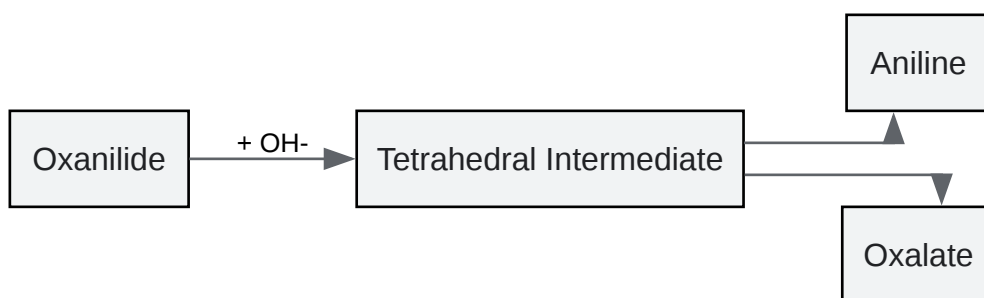 Aniline
Oxanilide
+ OH-
Tetrahedral Intermediate
Oxalate